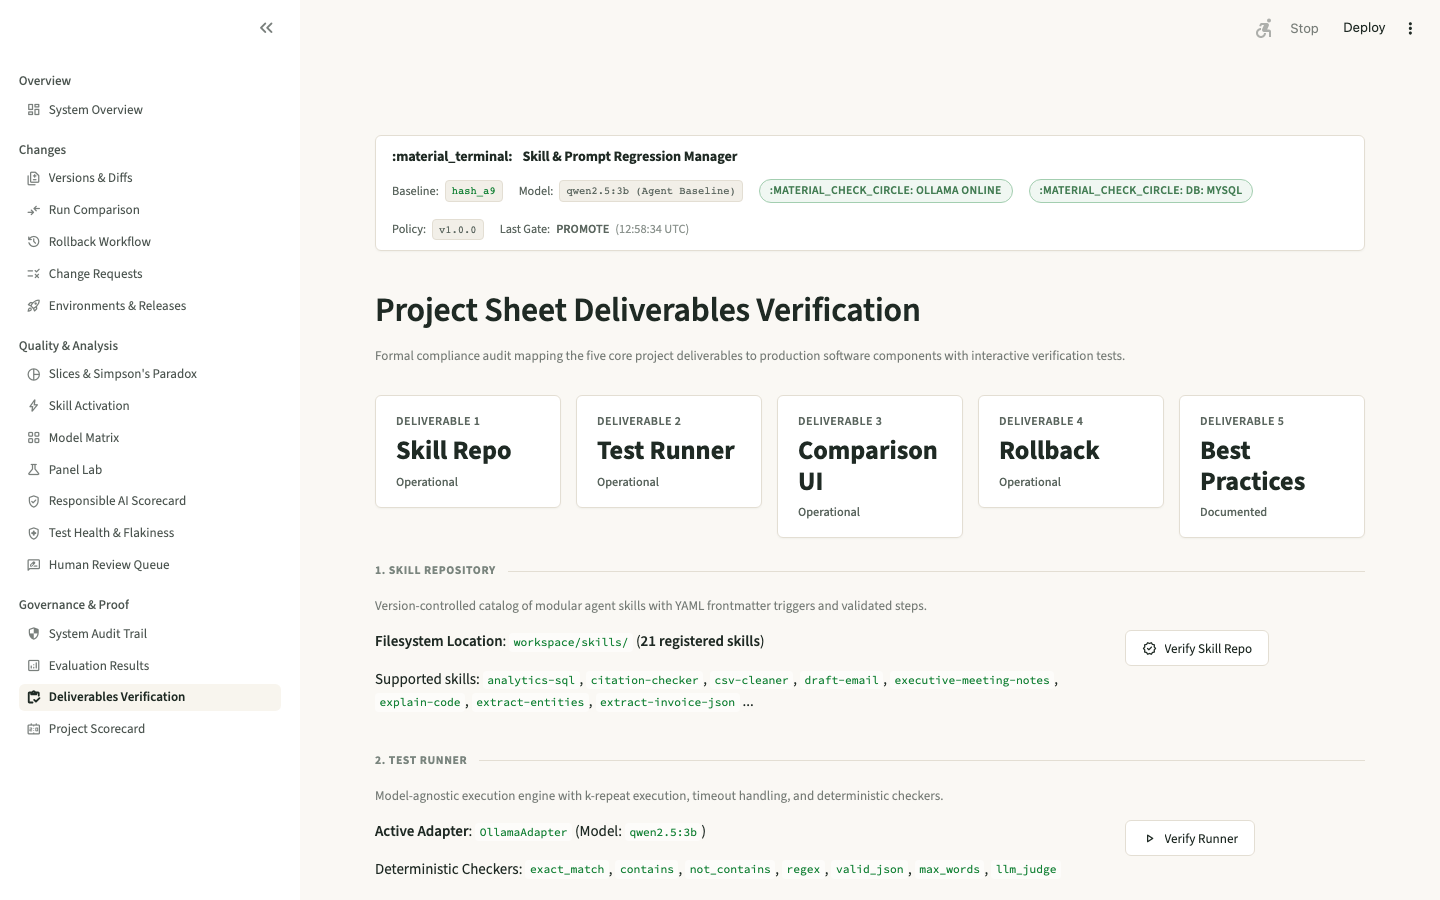 Stop
Deploy
Overview
System Overview
Changes
Versions & Diffs
Run Comparison
Rollback Workflow
Change Requests
Environments & Releases
Quality & Analysis
Slices & Simpson's Paradox
Skill Activation
Model Matrix
Panel Lab
Responsible AI Scorecard
Test Health & Flakiness
Human Review Queue
Governance & Proof
System Audit Trail
Evaluation Results
Deliverables Verification
Project Scorecard
:material_terminal: Skill & Prompt Regression Manager
Baseline: hash_a9 Model: qwen2.5:3b (Agent Baseline) :MATERIAL_CHECK_CIRCLE: OLLAMA ONLINE :MATERIAL_CHECK_CIRCLE: DB: MYSQL
Policy: v1.0.0 Last Gate: PROMOTE (12:58:34 UTC)
Project Sheet Deliverables Verification
Formal compliance audit mapping the five core project deliverables to production software components with interactive verification tests.
DELIVERABLE 1
Skill Repo
Operational
DELIVERABLE 2
Test Runner
Operational
DELIVERABLE 3
Comparison
UI
Operational
DELIVERABLE 4
Rollback
Operational
DELIVERABLE 5
Best
Practices
Documented
1. SKILL REPOSITORY
Version-controlled catalog of modular agent skills with YAML frontmatter triggers and validated steps.
Filesystem Location: workspace/skills/ (21 registered skills)
Verify Skill Repo
Supported skills: analytics-sql , citation-checker , csv-cleaner , draft-email , executive-meeting-notes ,
explain-code , extract-entities , extract-invoice-json ...
2. TEST RUNNER
Model-agnostic execution engine with k-repeat execution, timeout handling, and deterministic checkers.
Active Adapter: OllamaAdapter (Model: qwen2.5:3b )
Verify Runner
Deterministic Checkers: exact_match , contains , not_contains , regex , valid_json , max_words , llm_judge